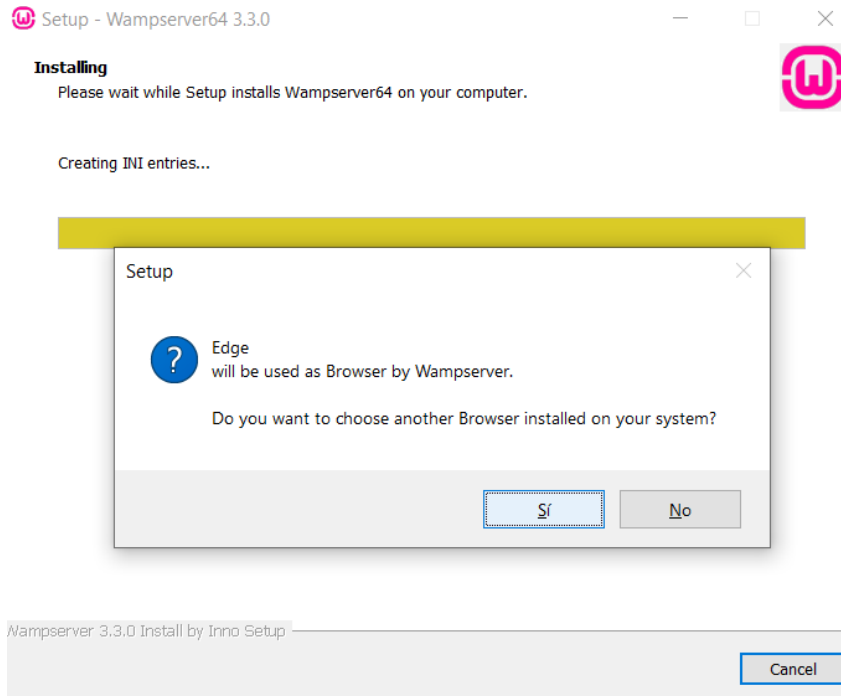 Setup - Wampserver64 3.3.0
Installing
Please wait while Setup installs Wampserver64 on your computer.
Creating INI entries...
Setup
Edge
will be used as Browser by Wampserver.
Do you want to choose another Browser installed on your system?
Sí
No
Wampserver 3.3.0 Install by Inno Setup
Cancel